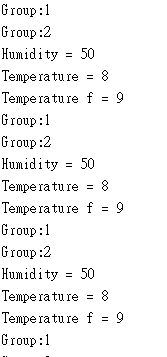 Group:1
Group:2
Humidity = 50
Temperature = 8
Temperature f = 9
Group:1
Group:2
Humidity = 50
Temperature = 8
Temperature f = 9
Group:1
Group:2
Humidity = 50
Temperature = 8
Temperature f = 9
Group:1